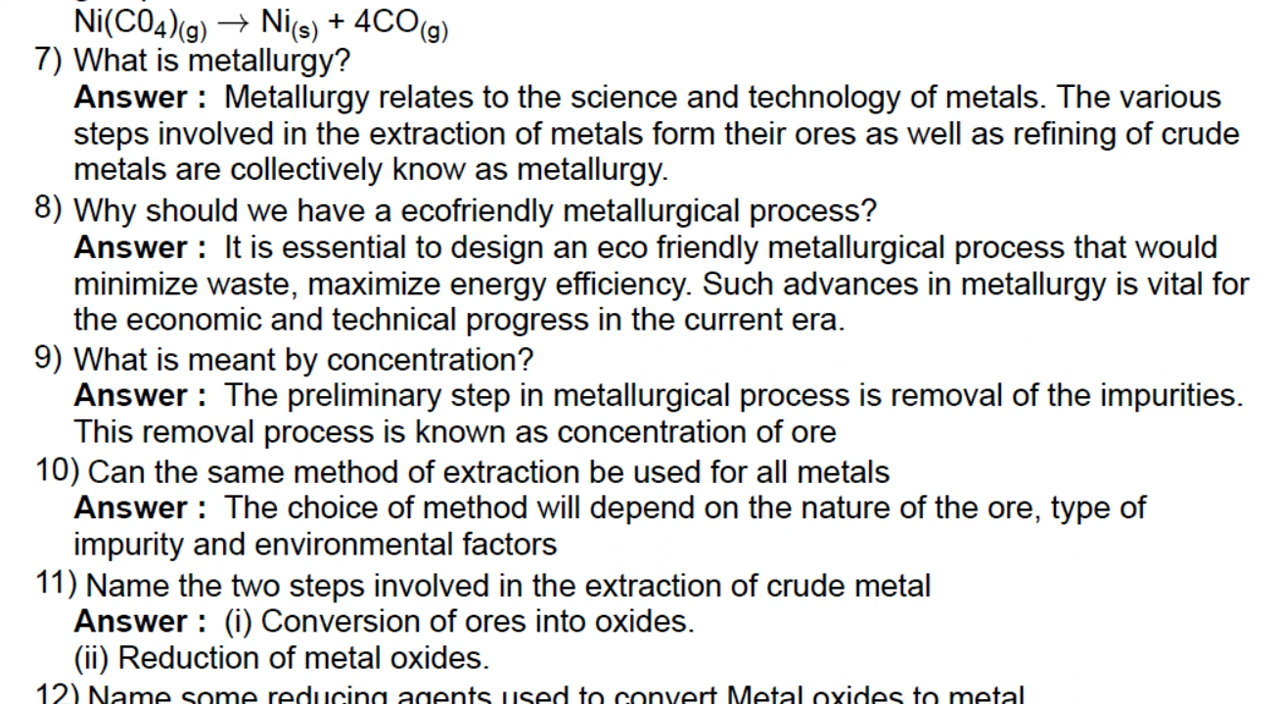 Ni(C0₄)(g) → Ni(s) + 4CO(g)
7) What is metallurgy?
Answer : Metallurgy relates to the science and technology of metals. The various
steps involved in the extraction of metals form their ores as well as refining of crude
metals are collectively know as metallurgy.
8) Why should we have a ecofriendly metallurgical process?
Answer : It is essential to design an eco friendly metallurgical process that would
minimize waste, maximize energy efficiency. Such advances in metallurgy is vital for
the economic and technical progress in the current era.
9) What is meant by concentration?
Answer : The preliminary step in metallurgical process is removal of the impurities.
This removal process is known as concentration of ore
10) Can the same method of extraction be used for all metals
Answer : The choice of method will depend on the nature of the ore, type of
impurity and environmental factors
11) Name the two steps involved in the extraction of crude metal
Answer : (i) Conversion of ores into oxides.
(ii) Reduction of metal oxides.
12) Name some reducing agents used to convert Metal oxides to metal